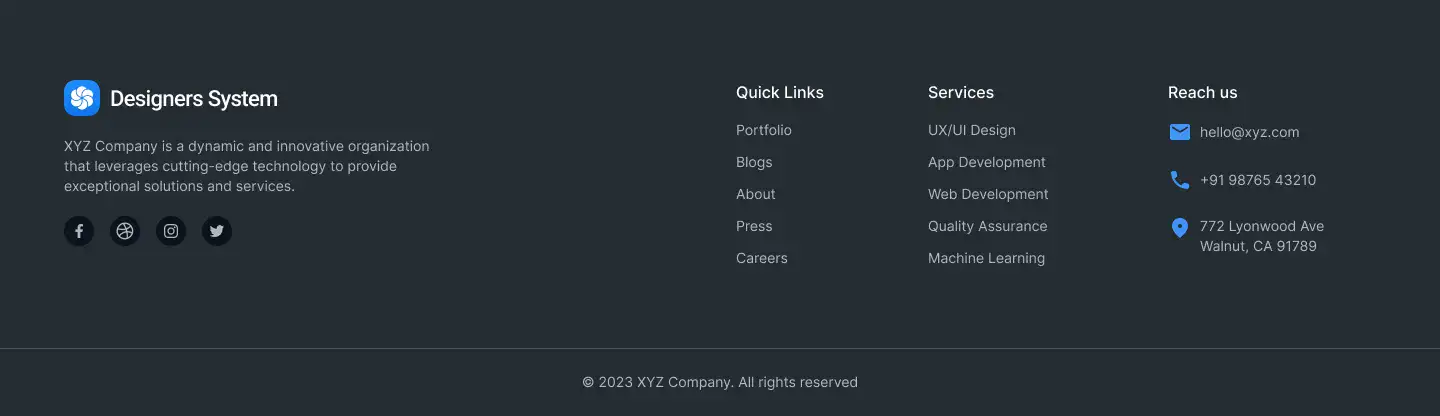 Designers System
XYZ Company is a dynamic and innovative organization
that leverages cutting-edge technology to provide
exceptional solutions and services.
Quick Links
Portfolio
Blogs
About
Press
Careers
Services
UX/UI Design
App Development
Web Development
Quality Assurance
Machine Learning
Reach us
hello@xyz.com
+91 98765 43210
772 Lyonwood Ave
Walnut, CA 91789
© 2023 XYZ Company. All rights reserved